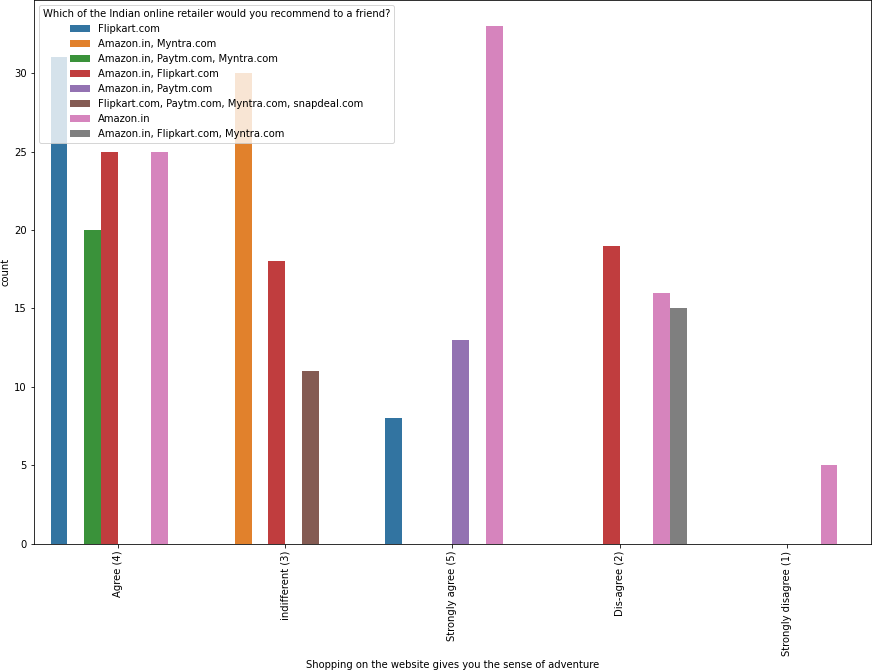 Which of the Indian online retailer would you recommend to a friend?
Flipkart.com
Amazon.in, Myntra.com
Amazon.in, Paytm.com, Myntra.com
Amazon.in, Flipkart.com
Amazon.in, Paytm.com
Flipkart.com, Paytm.com, Myntra.com, snapdeal.com
Amazon.in
Amazon.in, Flipkart.com, Myntra.com
30
25
20
15
10
5
0
count
Agree (4)
indifferent (3)
Strongly agree (5)
Dis-agree (2)
Strongly disagree (1)
Shopping on the website gives you the sense of adventure